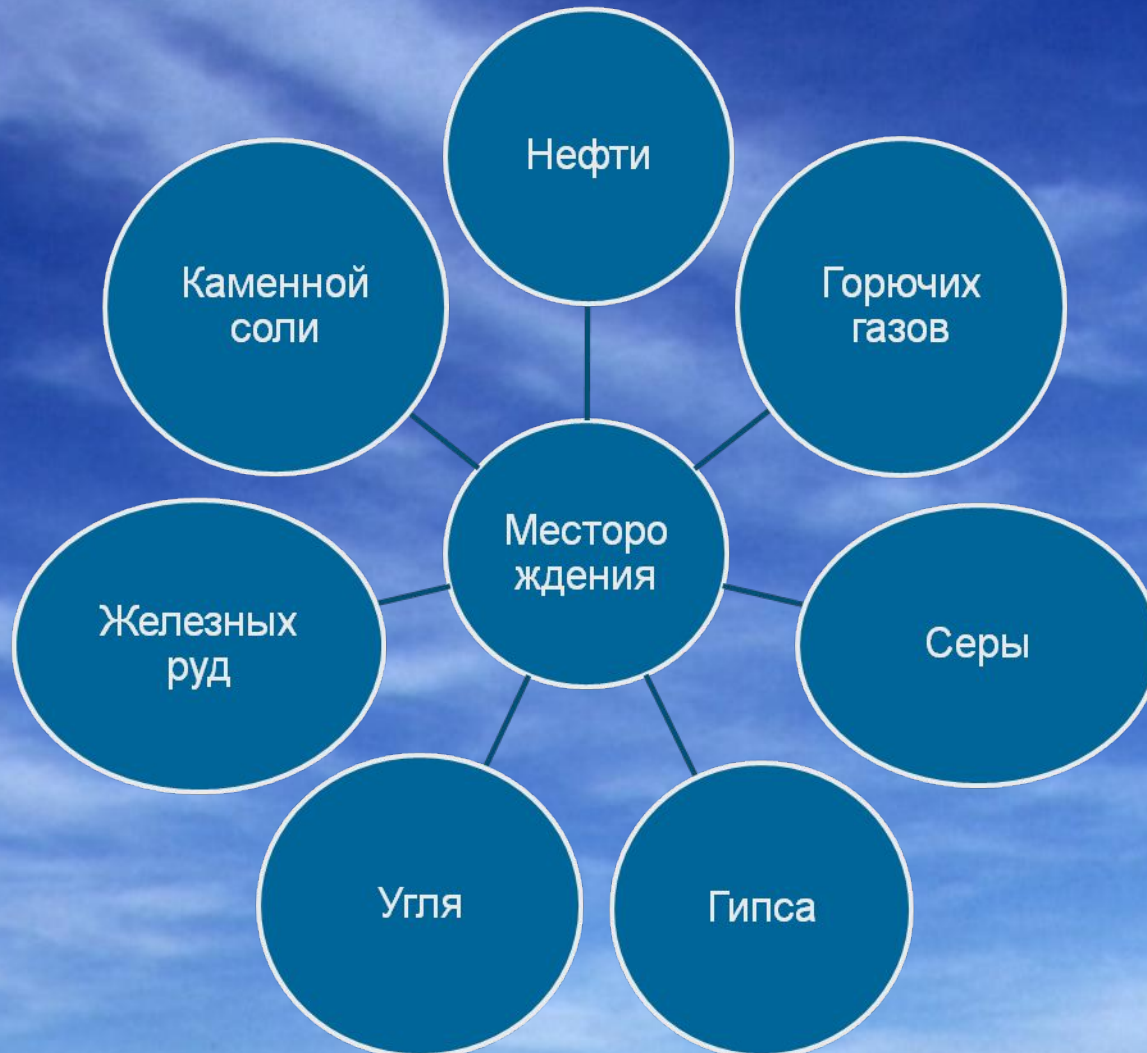 Нефти
Каменной
соли
Горючих
газов
Месторо
ждения
Железных
руд
Серы
Угля
Гипса